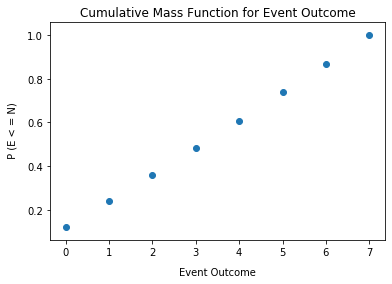 Cumulative Mass Function for Event Outcome
1.0
0.8
0.6
0.4
0.2
P (E < = N)
0 1 2 3 4 5 6 7
Event Outcome